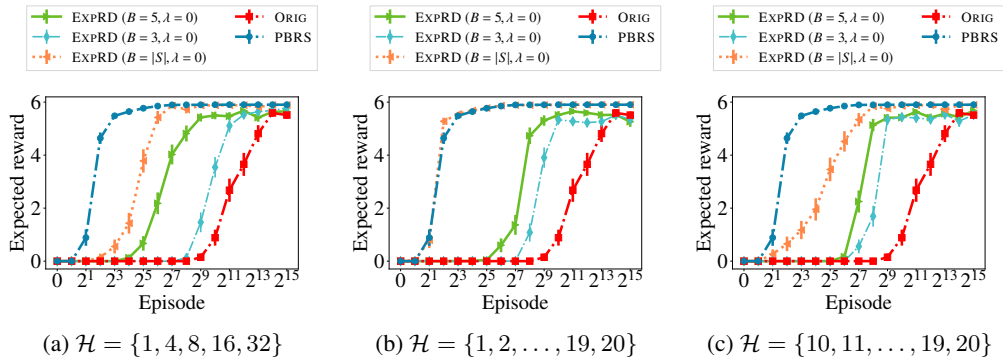 EXPRD (B = 5, λ = 0)
ORIG
EXPRD (B = 3, λ = 0)
PBRS
EXPRD (B = |S|, λ = 0)
Expected reward
6
4
2
0
0 2^1 2^3 2^5 2^7 2^9 2^11 2^13 2^15
Episode
(a) H = {1, 4, 8, 16, 32}
EXPRD (B = 5, λ = 0)
ORIG
EXPRD (B = 3, λ = 0)
PBRS
EXPRD (B = |S|, λ = 0)
Expected reward
6
4
2
0
0 2^1 2^3 2^5 2^7 2^9 2^11 2^13 2^15
Episode
(b) H = {1, 2, . . . , 19, 20}
EXPRD (B = 5, λ = 0)
ORIG
EXPRD (B = 3, λ = 0)
PBRS
EXPRD (B = |S|, λ = 0)
Expected reward
6
4
2
0
0 2^1 2^3 2^5 2^7 2^9 2^11 2^13 2^15
Episode
(c) H = {10, 11, . . . , 19, 20}